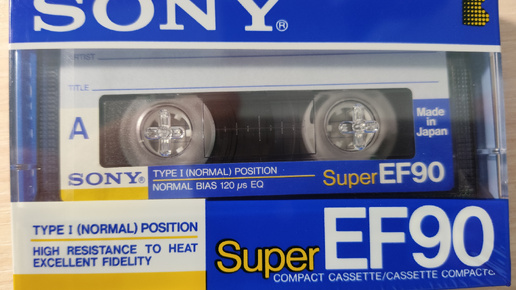 SONY®
TITLE
A
Made
in
Japan
SONY®
TYPE I (NORMAL) POSITION
NORMAL BIAS 120 µs EQ
Super EF90
TYPE I (NORMAL) POSITION
HIGH RESISTANCE TO HEAT
EXCELLENT FIDELITY
Super EF90
COMPACT CASSETTE/CASSETTE COMPACTE